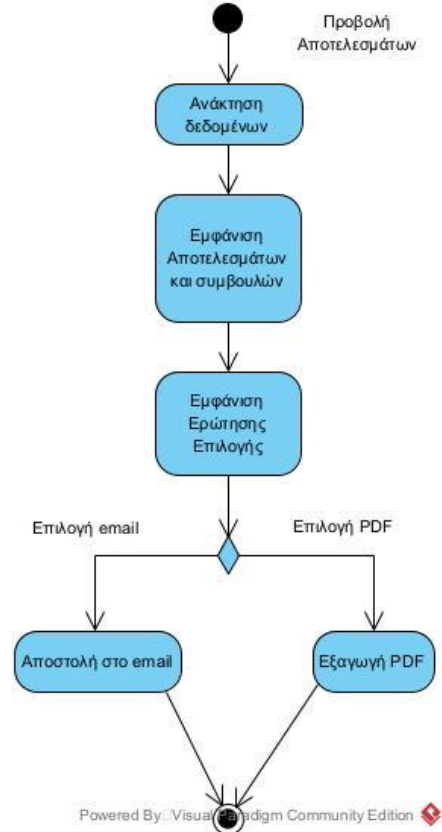 Προβολή
Αποτελεσμάτων
Ανάκτηση
δεδομένων
Εμφάνιση
Αποτελεσμάτων
και συμβουλών
Εμφάνιση
Ερώτησης
Επιλογής
Επιλογή email
Επιλογή PDF
Αποστολή στο email
Εξαγωγή PDF
Powered By Visual Paradigm Community Edition